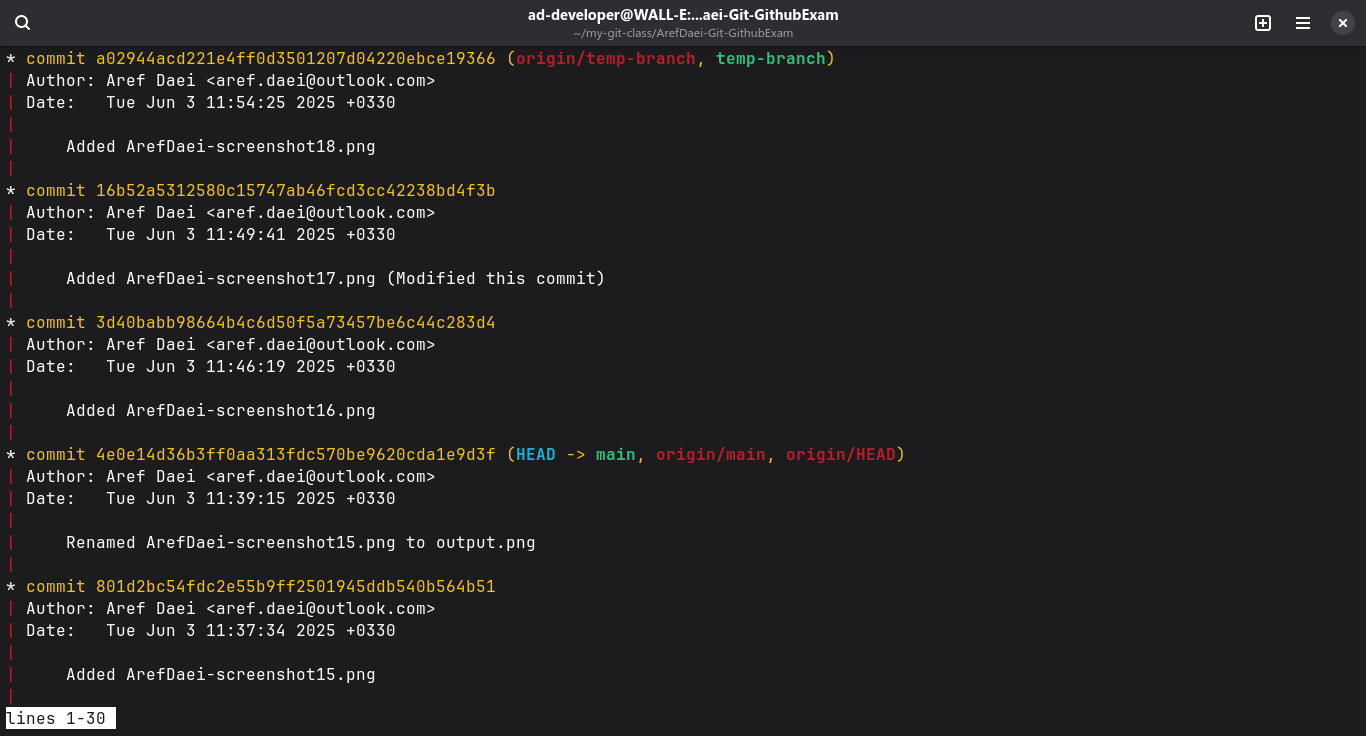 ad-developer@WALL-E:...aei-Git-GithubExam
~/my-git-class/ArefDaei-Git-GithubExam
* commit a02944acd221e4ff0d3501207d04220ebce19366 (origin/temp-branch, temp-branch)
| Author: Aref Daei <aref.daei@outlook.com>
| Date:   Tue Jun 3 11:54:25 2025 +0330
|
|     Added ArefDaei-screenshot18.png
|
* commit 16b52a5312580c15747ab46fcd3cc42238bd4f3b
| Author: Aref Daei <aref.daei@outlook.com>
| Date:   Tue Jun 3 11:49:41 2025 +0330
|
|     Added ArefDaei-screenshot17.png (Modified this commit)
|
* commit 3d40babb98664b4c6d50f5a73457be6c44c283d4
| Author: Aref Daei <aref.daei@outlook.com>
| Date:   Tue Jun 3 11:46:19 2025 +0330
|
|     Added ArefDaei-screenshot16.png
|
* commit 4e0e14d36b3ff0aa313fdc570be9620cda1e9d3f (HEAD -> main, origin/main, origin/HEAD)
| Author: Aref Daei <aref.daei@outlook.com>
| Date:   Tue Jun 3 11:39:15 2025 +0330
|
|     Renamed ArefDaei-screenshot15.png to output.png
|
* commit 801d2bc54fdc2e55b9ff2501945ddb540b564b51
| Author: Aref Daei <aref.daei@outlook.com>
| Date:   Tue Jun 3 11:37:34 2025 +0330
|
|     Added ArefDaei-screenshot15.png
|
lines 1-30